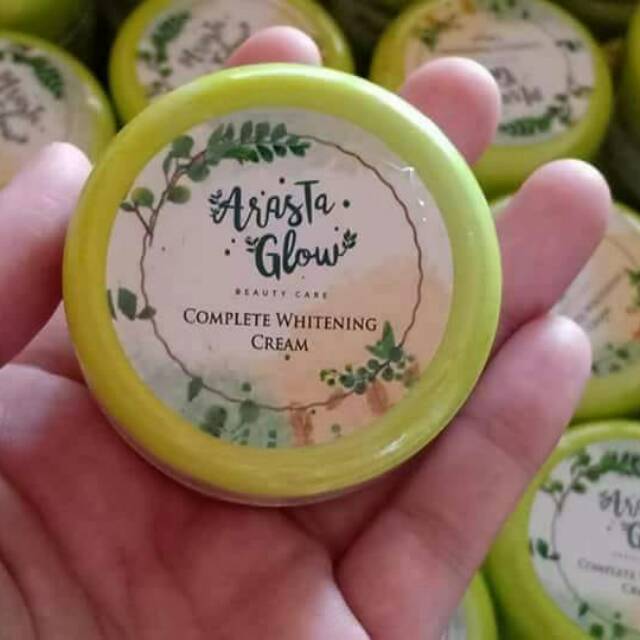 Arasta
Glow
BEAUTY CARE
COMPLETE WHITENING
CREAM